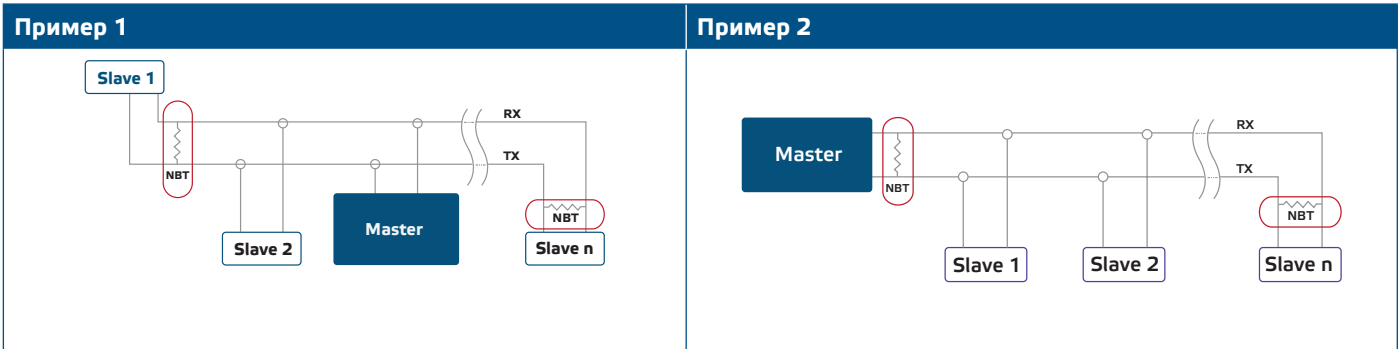 Пример 1
Slave 1
RX
TX
NBT
NBT
Slave 2
Master
Slave n
Пример 2
Master
RX
TX
NBT
NBT
Slave 1
Slave 2
Slave n